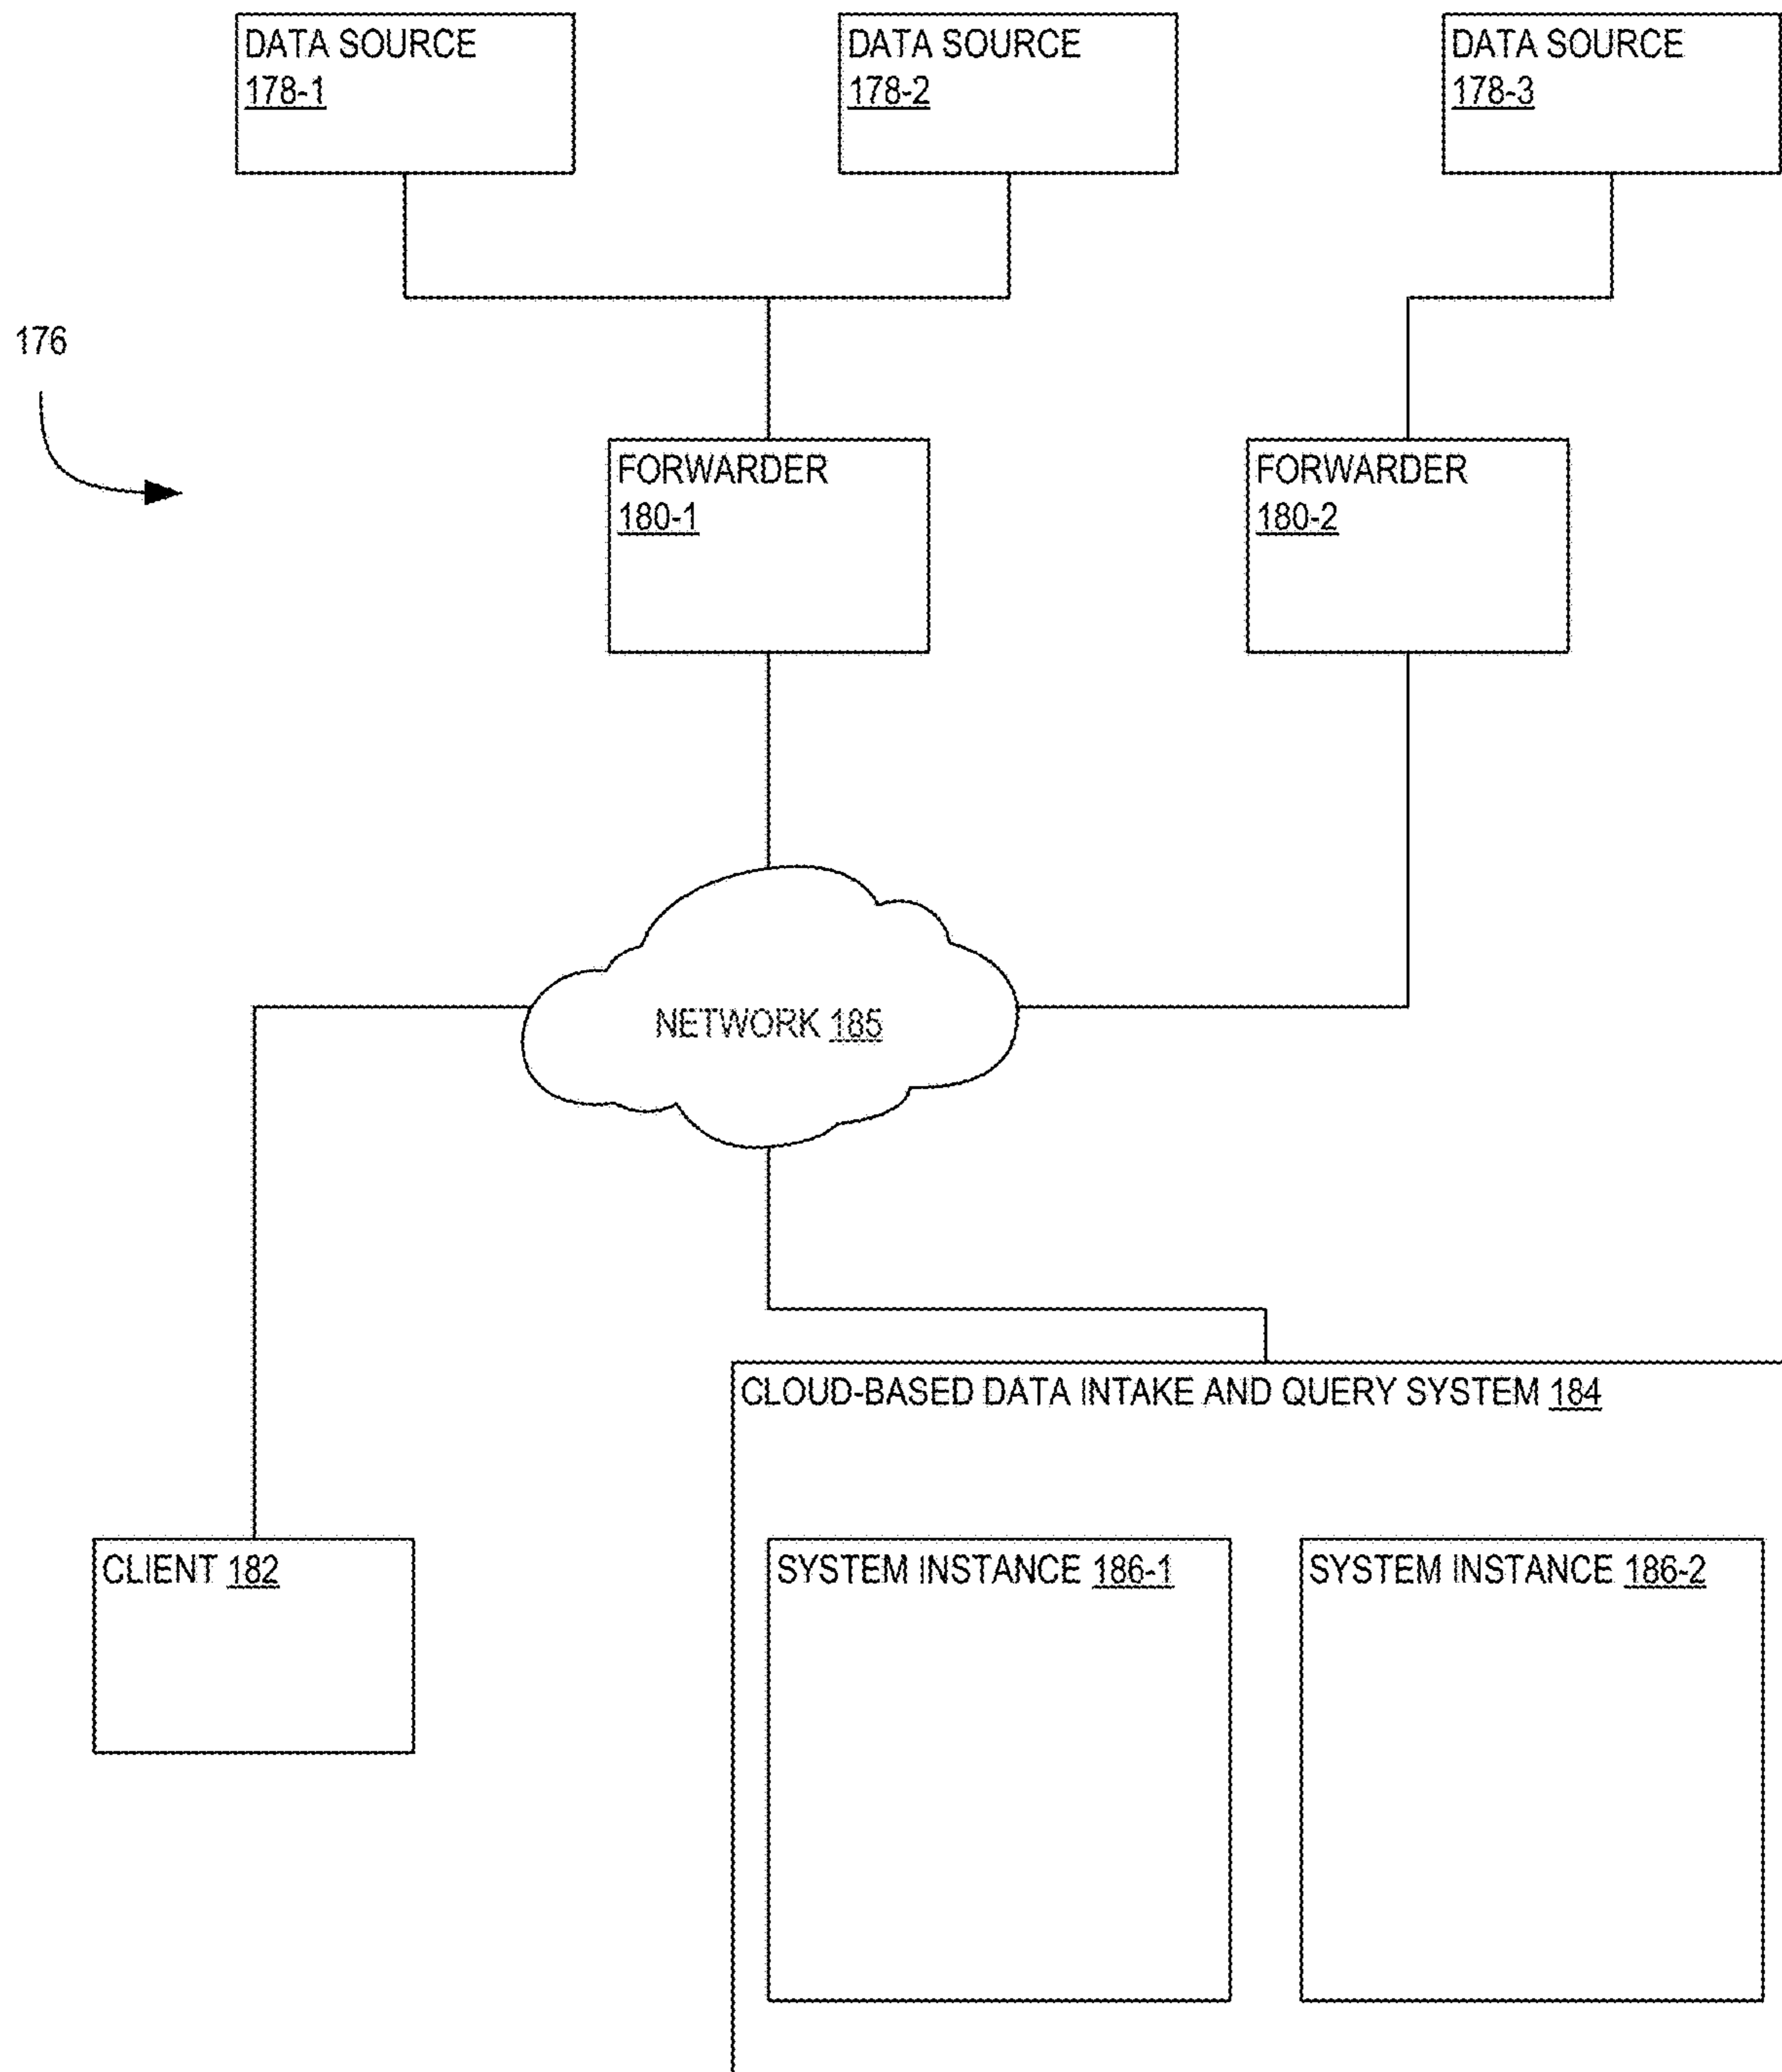 DATA SOURCE
178-1
DATA SOURCE
178-2
DATA SOURCE
178-3
176
FORWARDER
180-1
FORWARDER
180-2
NETWORK 185
CLOUD-BASED DATA INTAKE AND QUERY SYSTEM 184
CLIENT 182
SYSTEM INSTANCE 186-1
SYSTEM INSTANCE 186-2